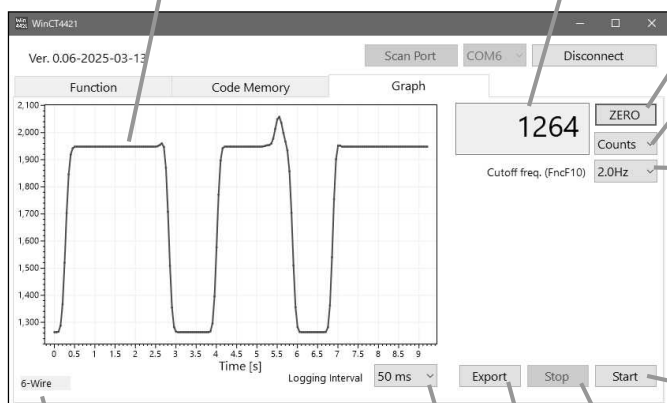 Win 4421 WinCT4421
Ver. 0.06-2025-03-13
Scan Port COM6 Disconnect
Function Code Memory Graph
2,100
2,000
1,900
1,800
1,700
1,600
1,500
1,400
1,300
0 0.5 1 1.5 2 2.5 3 3.5 4 4.5 5 5.5 6 6.5 7 7.5 8 8.5 9
Time [s]
1264
ZERO
Counts
Cutoff freq. (FncF10) 2.0Hz
6-Wire
Logging Interval 50 ms Export Stop Start